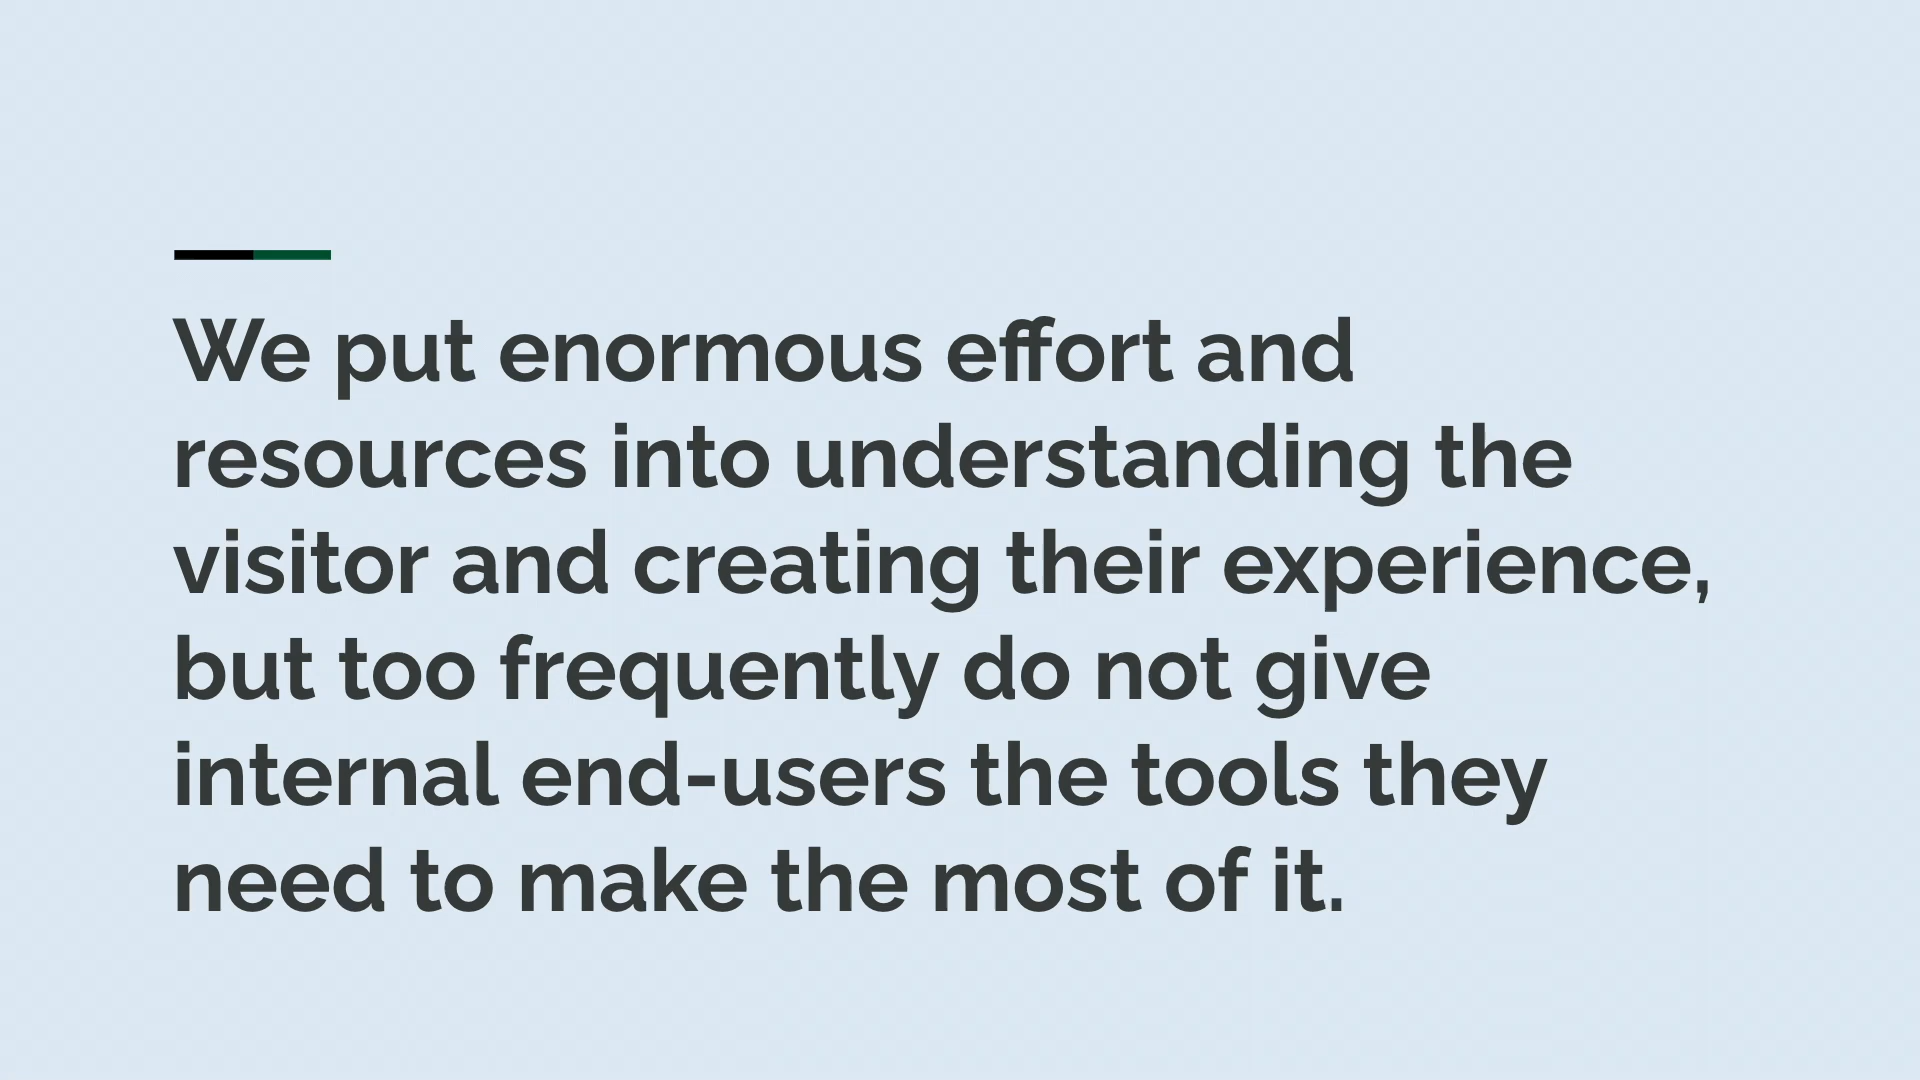 We put enormous effort and
resources into understanding the
visitor and creating their experience,
but too frequently do not give
internal end-users the tools they
need to make the most of it.